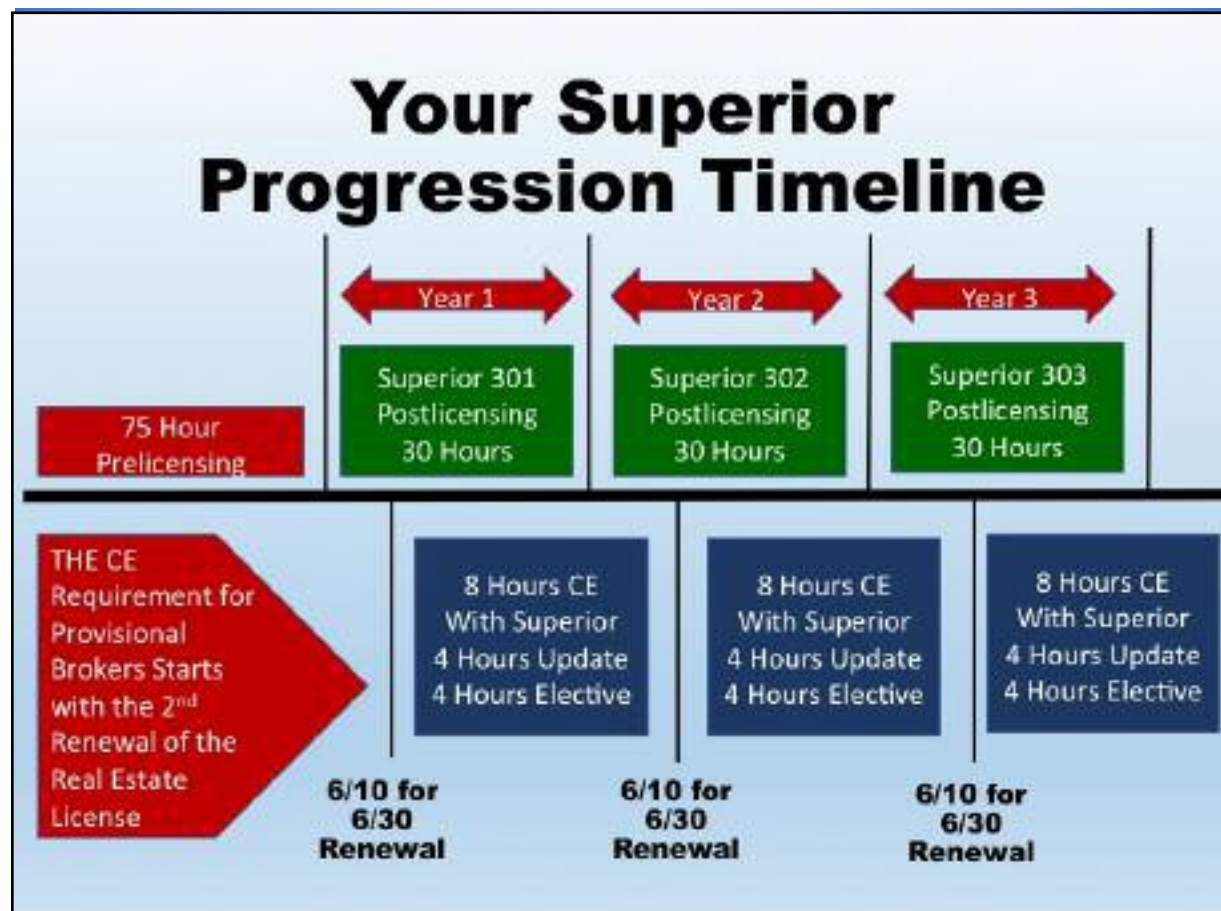 Your Superior
Progression Timeline
Year 1
Year 2
Year 3
75 Hour
Prelicensing
Superior 301
Postlicensing
30 Hours
Superior 302
Postlicensing
30 Hours
Superior 303
Postlicensing
30 Hours
THE CE
Requirement for
Provisional
Brokers Starts
with the 2nd
Renewal of the
Real Estate
License
8 Hours CE
With Superior
4 Hours Update
4 Hours Elective
8 Hours CE
With Superior
4 Hours Update
4 Hours Elective
8 Hours CE
With Superior
4 Hours Update
4 Hours Elective
6/10 for
6/30
Renewal
6/10 for
6/30
Renewal
6/10 for
6/30
Renewal